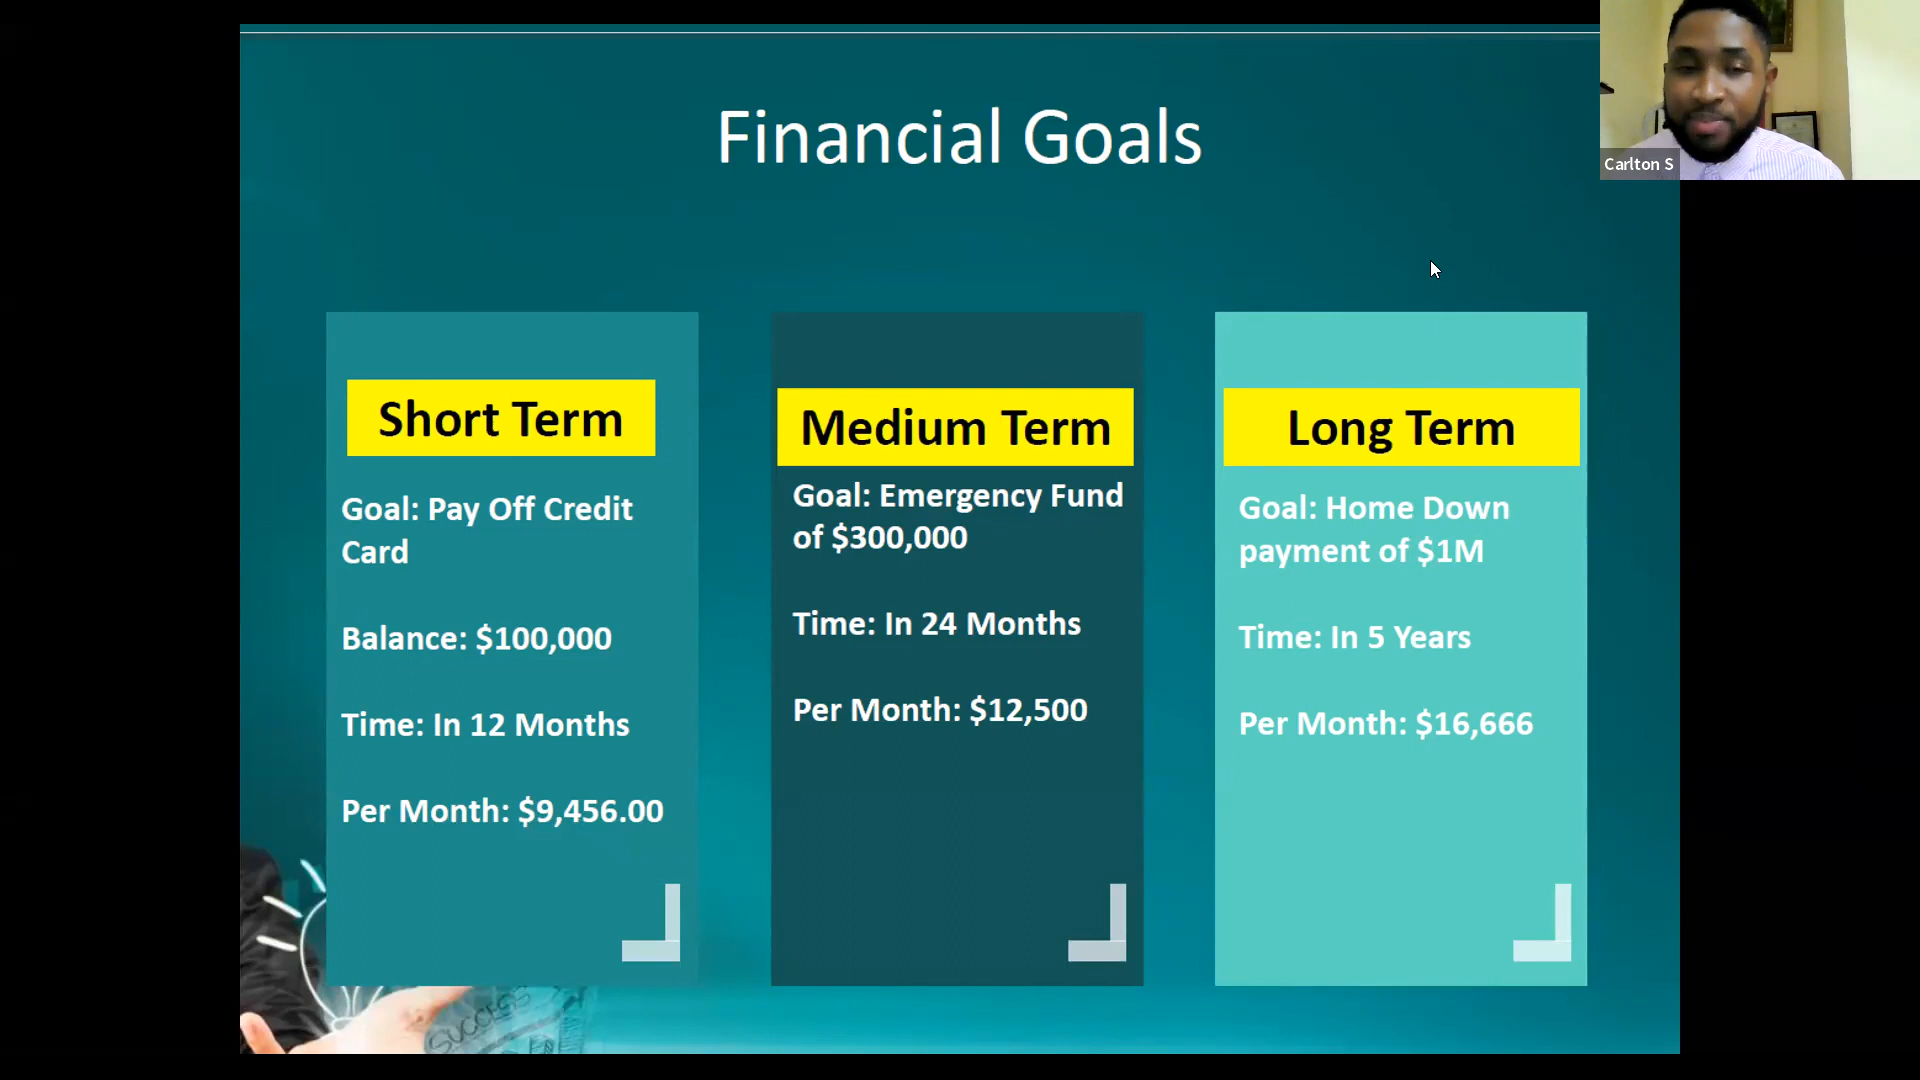 Financial Goals
Carlton S
Short Term
Goal: Pay Off Credit
Card
Balance: $100,000
Time: In 12 Months
Per Month: $9,456.00
Medium Term
Goal: Emergency Fund
of $300,000
Time: In 24 Months
Per Month: $12,500
Long Term
Goal: Home Down
payment of $1M
Time: In 5 Years
Per Month: $16,666
SUCCESS